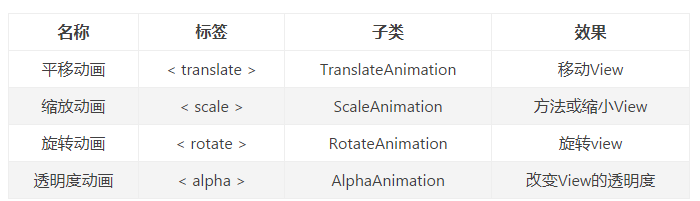 名称 标签 子类 效果
平移动画 < translate > TranslateAnimation 移动View
缩放动画 < scale > ScaleAnimation 方法或缩小View
旋转动画 < rotate > RotateAnimation 旋转view
透明度动画 < alpha > AlphaAnimation 改变View的透明度